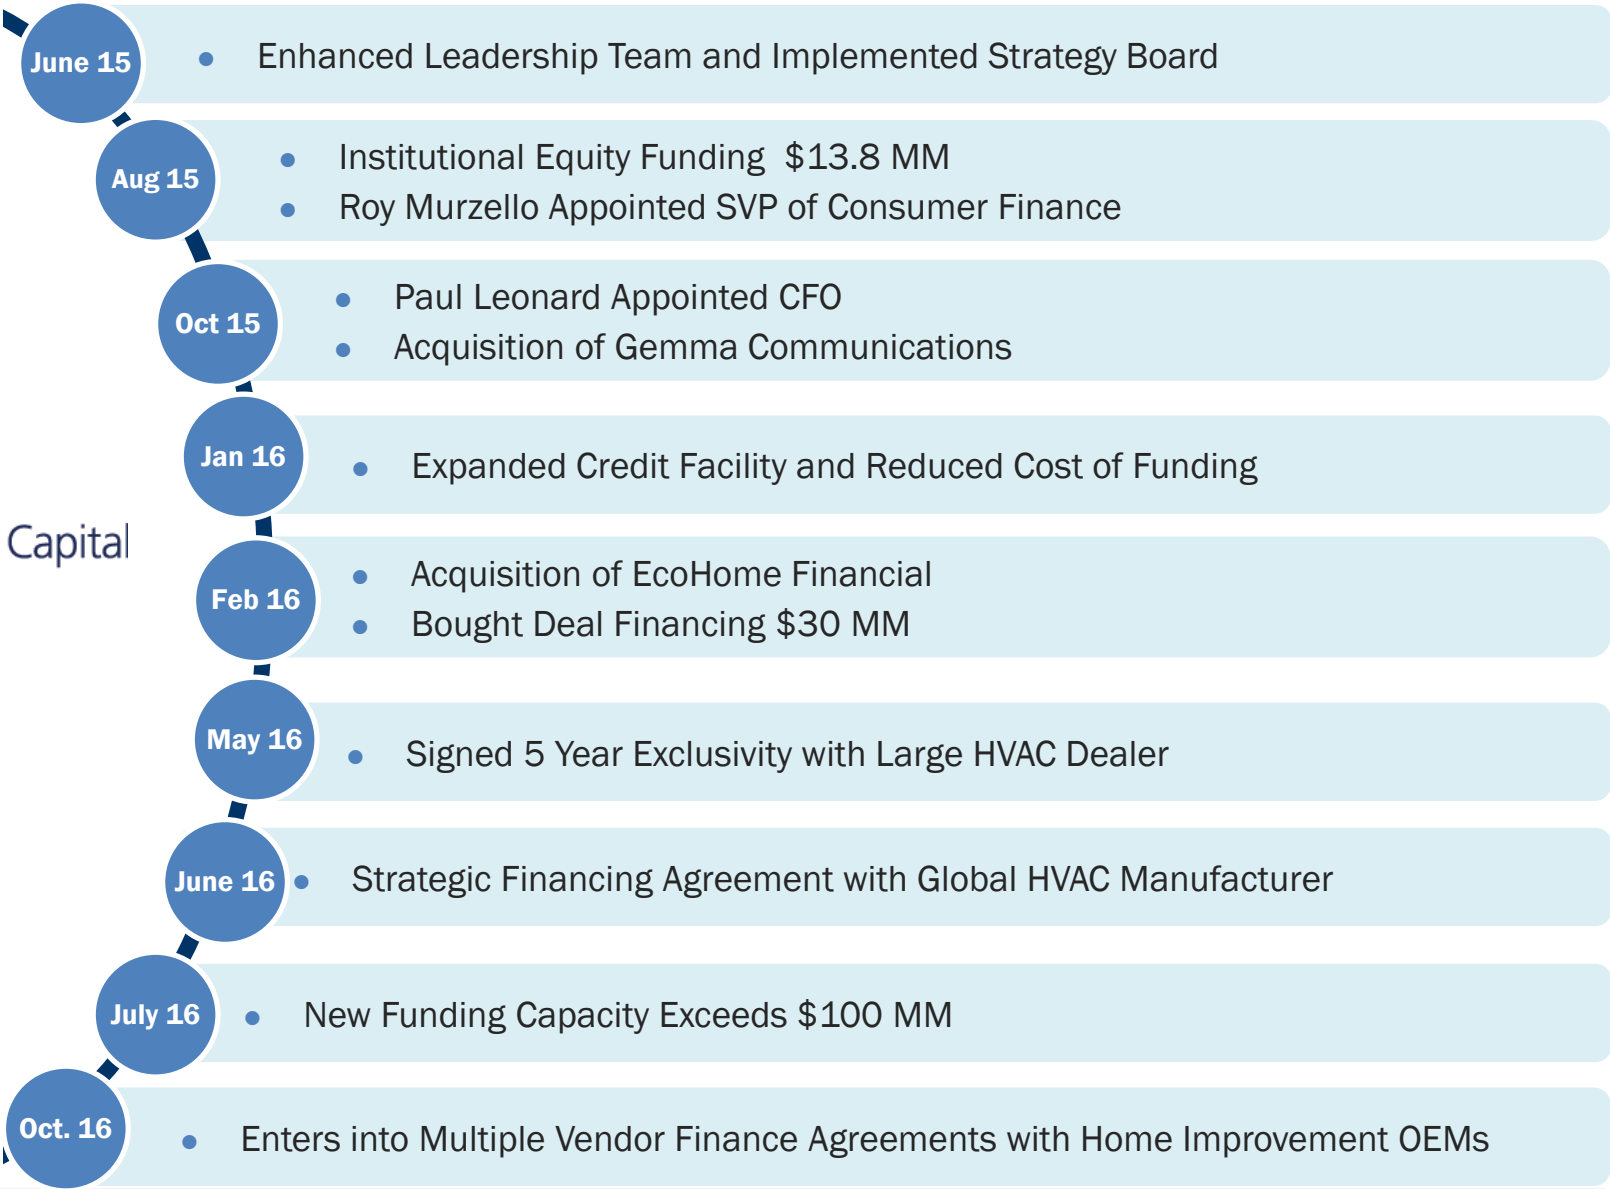 June 15
Enhanced Leadership Team and Implemented Strategy Board
Aug 15
Institutional Equity Funding $13.8 MM
Roy Murzello Appointed SVP of Consumer Finance
Oct 15
Paul Leonard Appointed CFO
Acquisition of Gemma Communications
Jan 16
Expanded Credit Facility and Reduced Cost of Funding
Capital
Feb 16
Acquisition of EcoHome Financial
Bought Deal Financing $30 MM
May 16
Signed 5 Year Exclusivity with Large HVAC Dealer
June 16
Strategic Financing Agreement with Global HVAC Manufacturer
July 16
New Funding Capacity Exceeds $100 MM
Oct. 16
Enters into Multiple Vendor Finance Agreements with Home Improvement OEMs